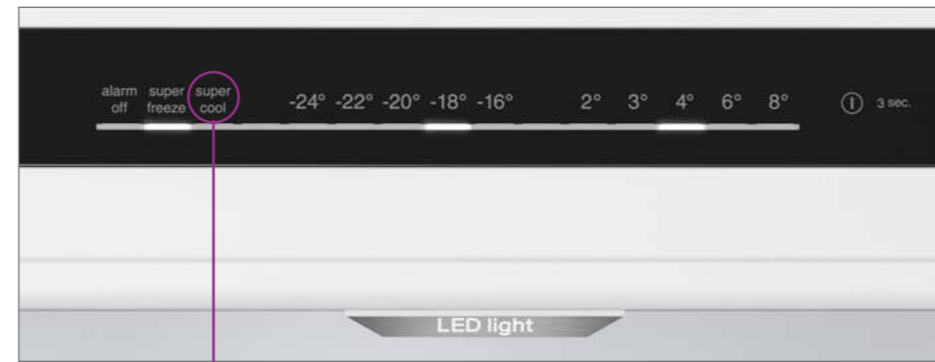 alarm off
super freeze
super cool
-24° -22° -20° -18° -16°
2° 3° 4° 6° 8°
3 sec.
LED light